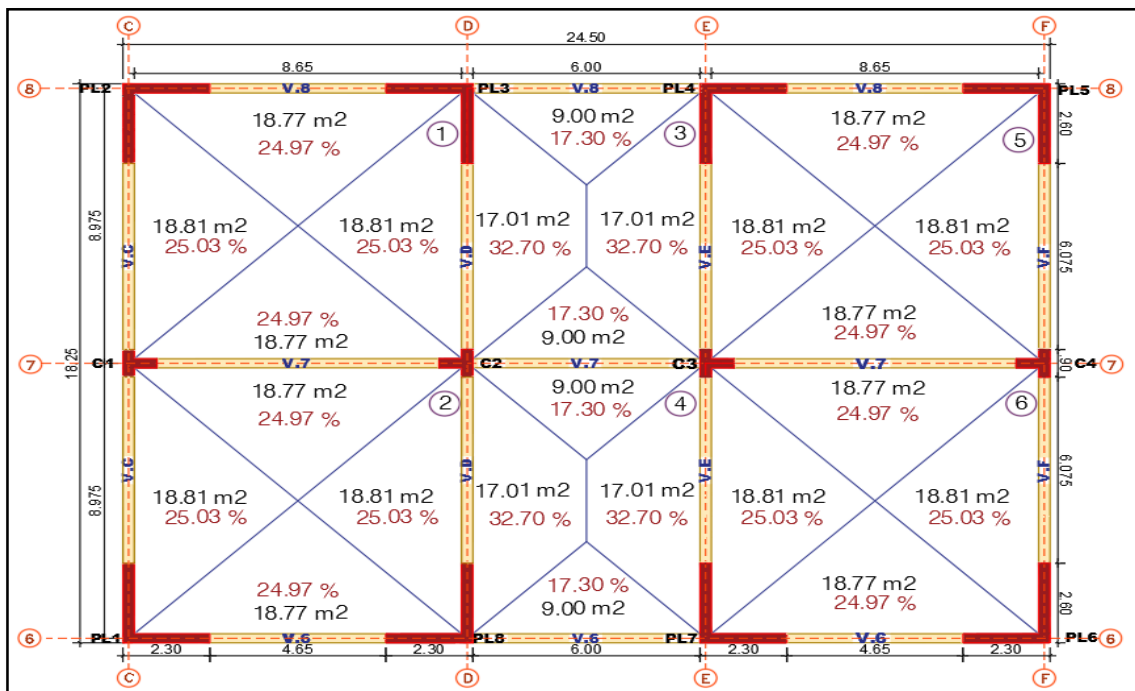 C D E F
24.50
8.65 6.00 8.65
8 PL2 V.8 PL3 V.8 PL4 V.8 PL5 8
18.77 m2
24.97 %
1
9.00 m2
17.30 %
3
18.77 m2
24.97 %
5
2.60
8.975
18.81 m2
25.03 %
18.81 m2
25.03 %
17.01 m2
32.70 %
17.01 m2
32.70 %
18.81 m2
25.03 %
18.81 m2
25.03 %
V.C V.D V.E V.F
6.075
24.97 %
18.77 m2
17.30 %
9.00 m2
18.77 m2
24.97 %
18.25
7 C1 V.7 C2 V.7 C3 V.7 C4 7
.90
18.77 m2
24.97 %
2
9.00 m2
17.30 %
4
18.77 m2
24.97 %
6
8.975
18.81 m2
25.03 %
18.81 m2
25.03 %
17.01 m2
32.70 %
17.01 m2
32.70 %
18.81 m2
25.03 %
18.81 m2
25.03 %
V.C V.D V.E V.F
6.075
24.97 %
18.77 m2
17.30 %
9.00 m2
18.77 m2
24.97 %
2.60
6 PL1 V.6 PL8 V.6 PL7 V.6 PL6 6
2.30 4.65 2.30 6.00 2.30 4.65 2.30
C D E F